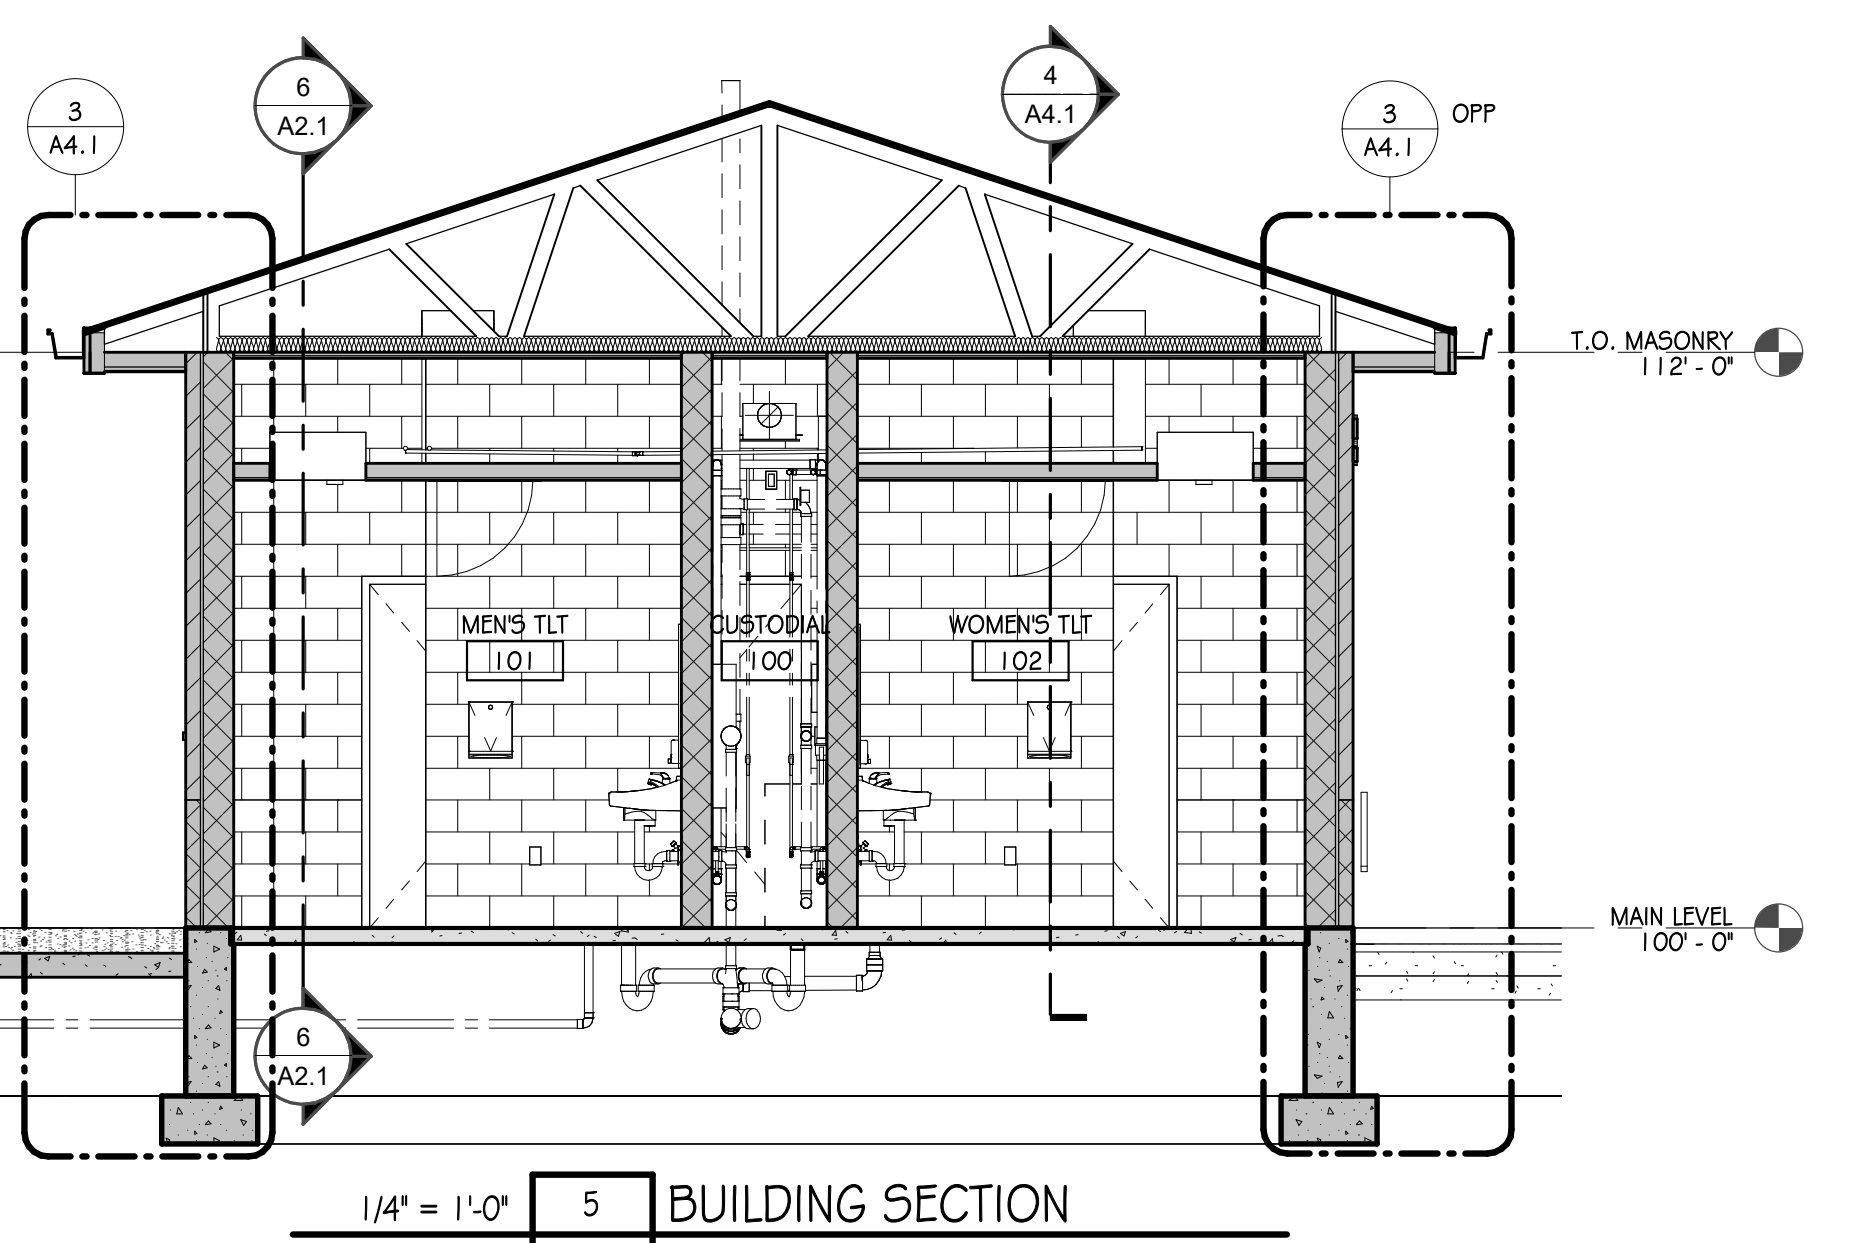 6
A2.1
4
A4.1
3
A4.1
3
A4.1
OPP
T.O. MASONRY
112' - 0"
MEN'S TLT
101
CUSTODIAL
100
WOMEN'S TLT
102
MAIN LEVEL
100' - 0"
6
A2.1
1/4" = 1'-0"
5
BUILDING SECTION